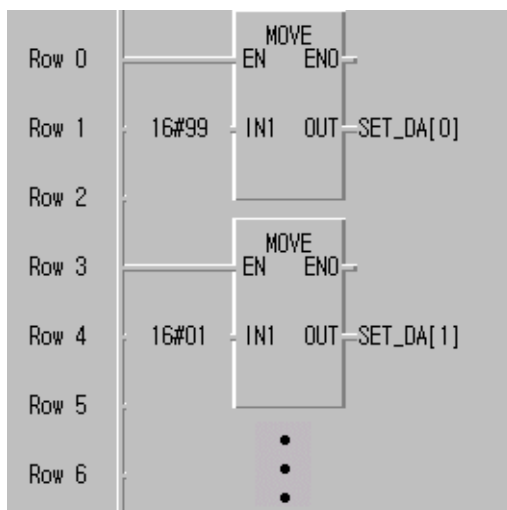 MOVE
Row 0 EN ENO
Row 1 16#99 IN1 OUT SET_DA[0]
Row 2
MOVE
Row 3 EN ENO
Row 4 16#01 IN1 OUT SET_DA[1]
Row 5
Row 6